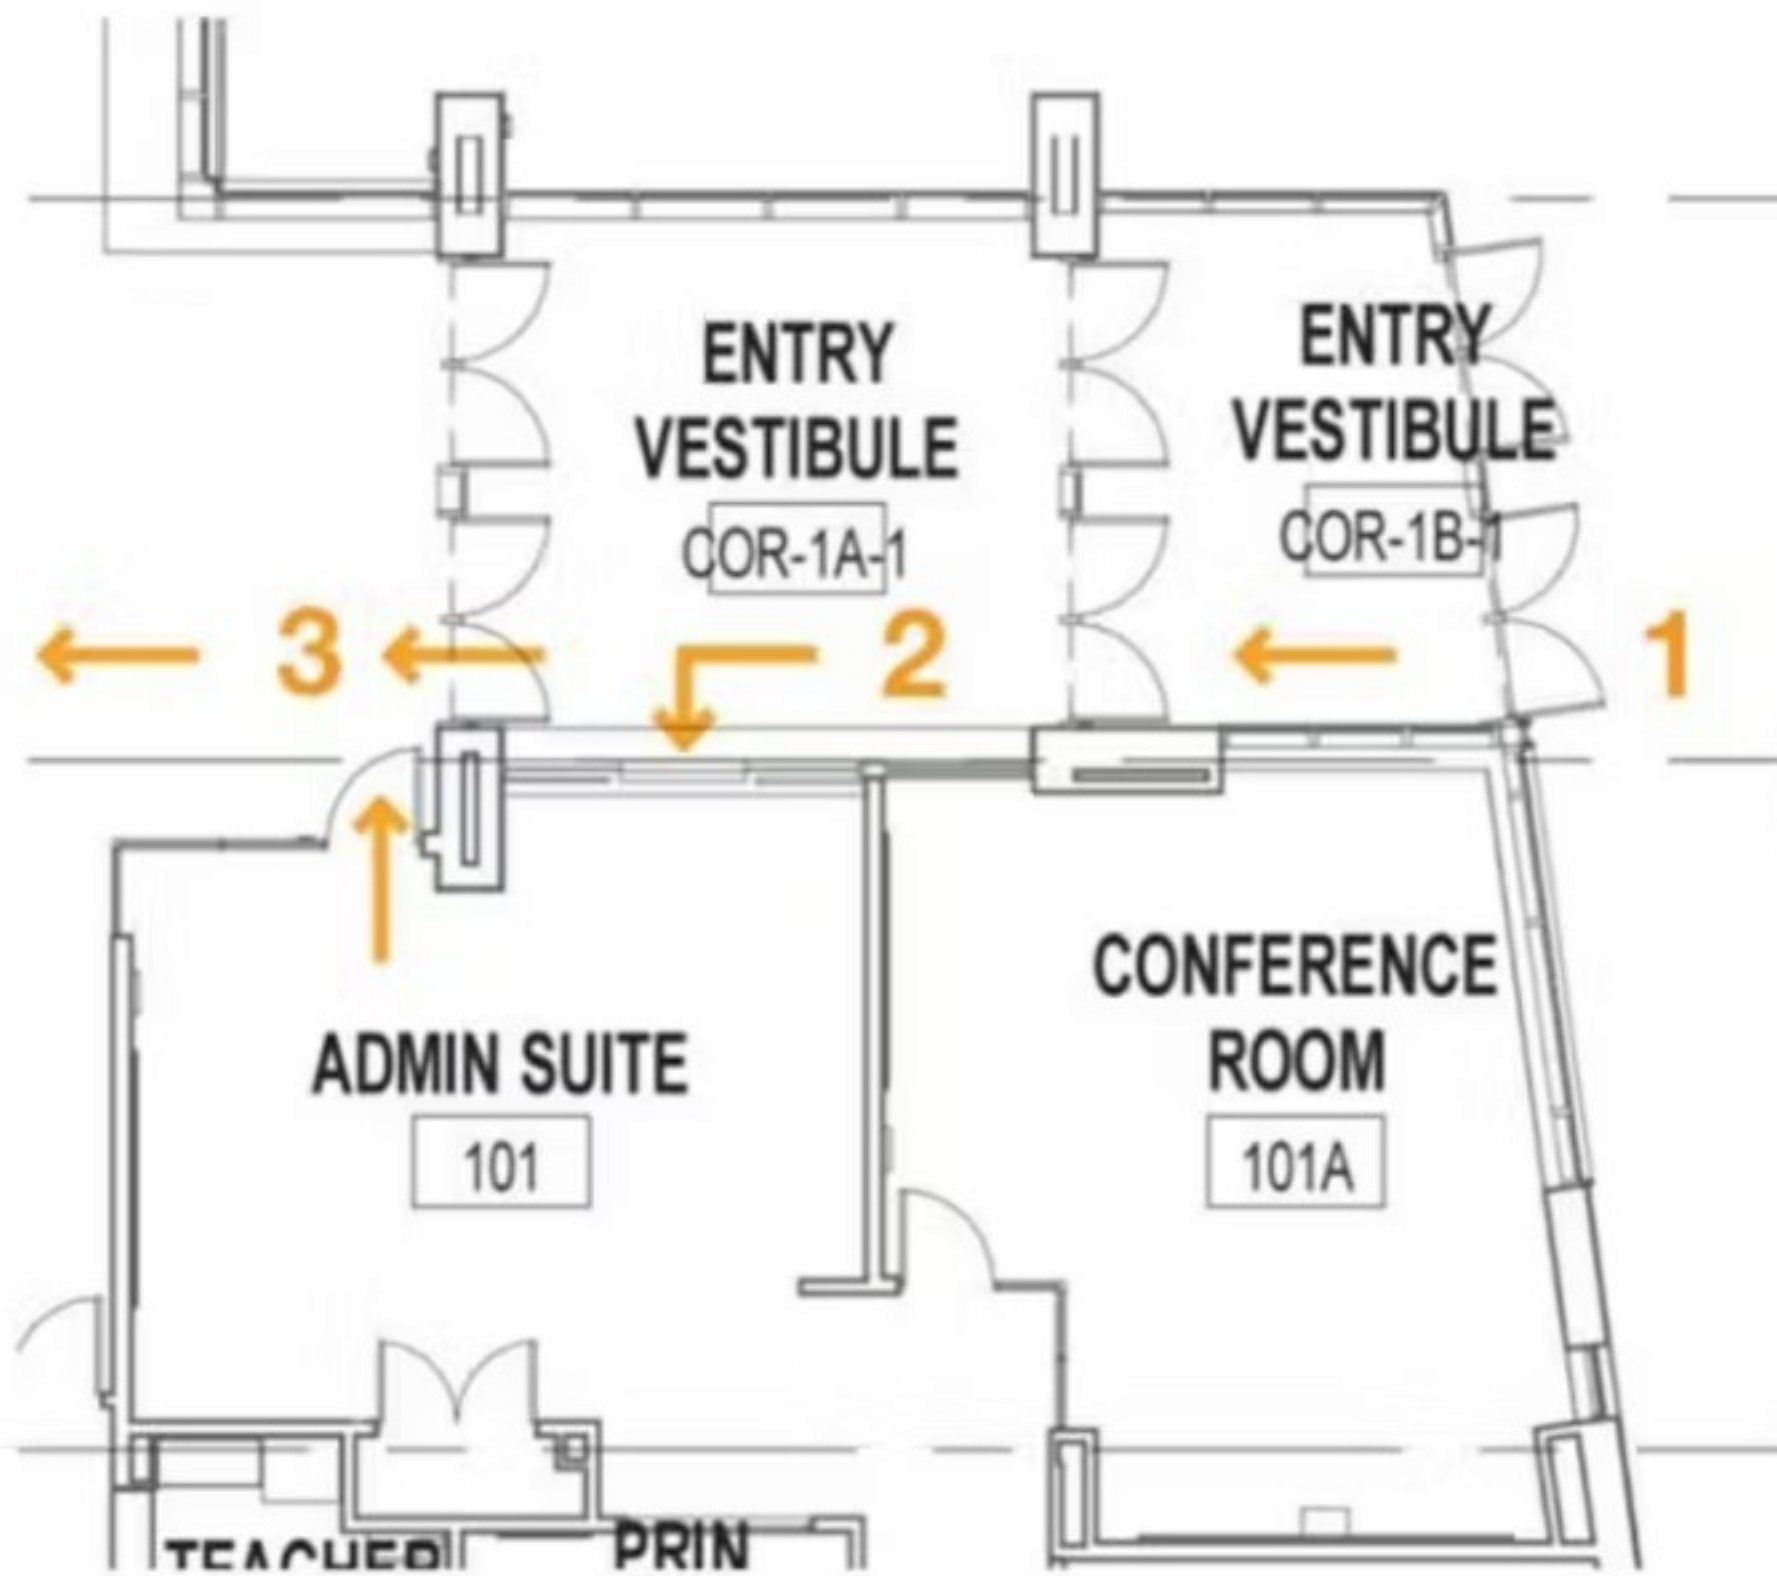 ENTRY
VESTIBULE
COR-1A-1
ENTRY
VESTIBULE
COR-1B-1
3
2
1
ADMIN SUITE
101
CONFERENCE
ROOM
101A
TEACHER
PRIN